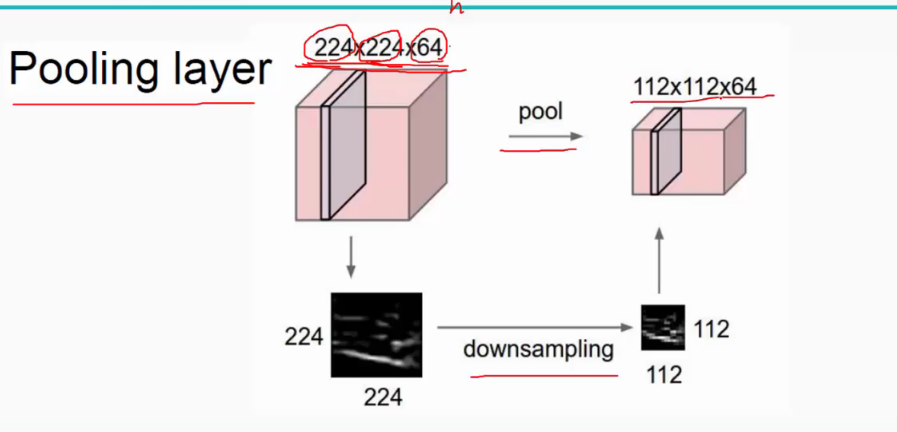 h
224x224x64
Pooling layer
112x112x64
pool
224
downsampling
112
112
224